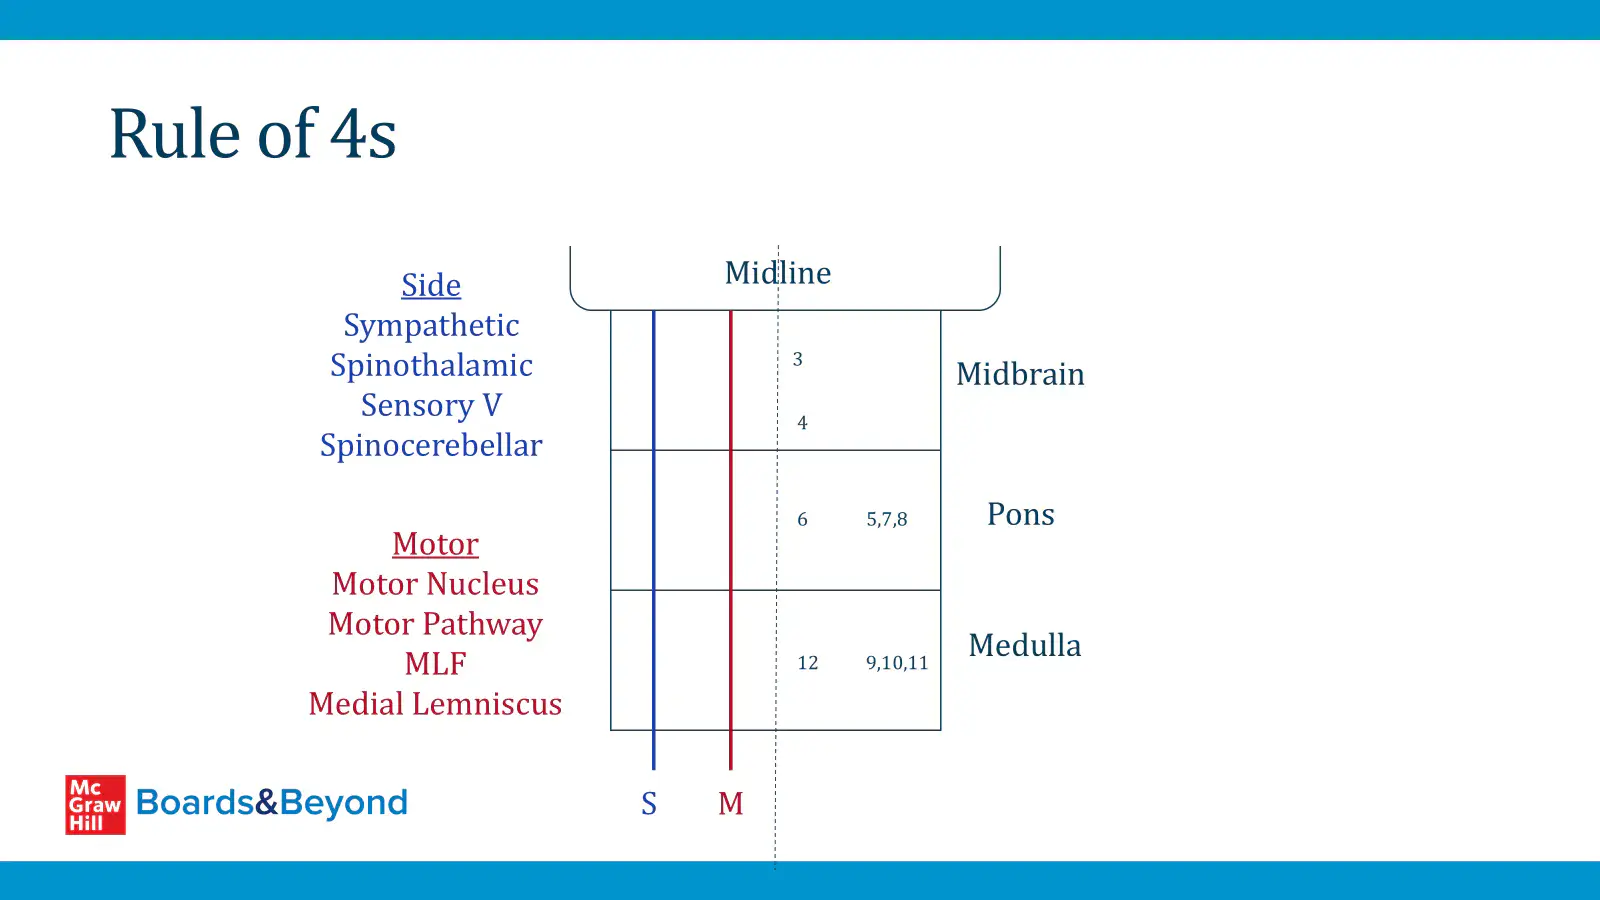 Rule of 4s
Midline
Side
Sympathetic
Spinothalamic
Sensory V
Spinocerebellar
Motor
Motor Nucleus
Motor Pathway
MLF
Medial Lemniscus
3
4
Midbrain
6 5,7,8
Pons
12 9,10,11
Medulla
S M
Mc
Graw
Hill
Boards&Beyond